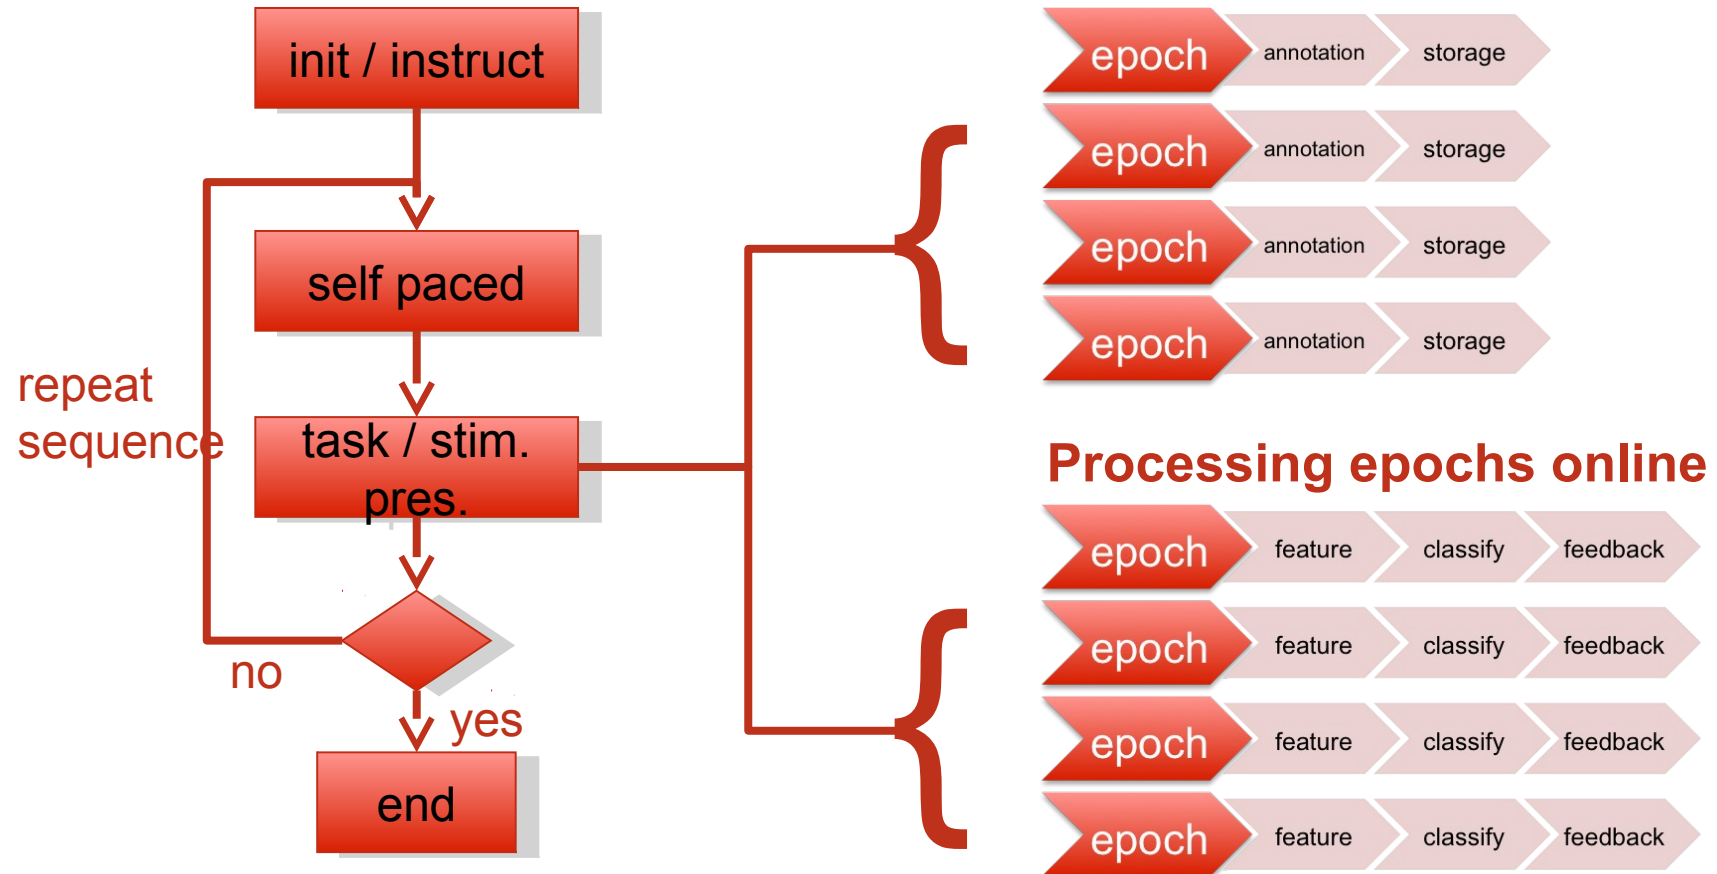 init / instruct
self paced
repeat
sequence
task / stim.
pres.
no
yes
end
epoch annotation storage
epoch annotation storage
epoch annotation storage
epoch annotation storage
Processing epochs online
epoch feature classify feedback
epoch feature classify feedback
epoch feature classify feedback
epoch feature classify feedback